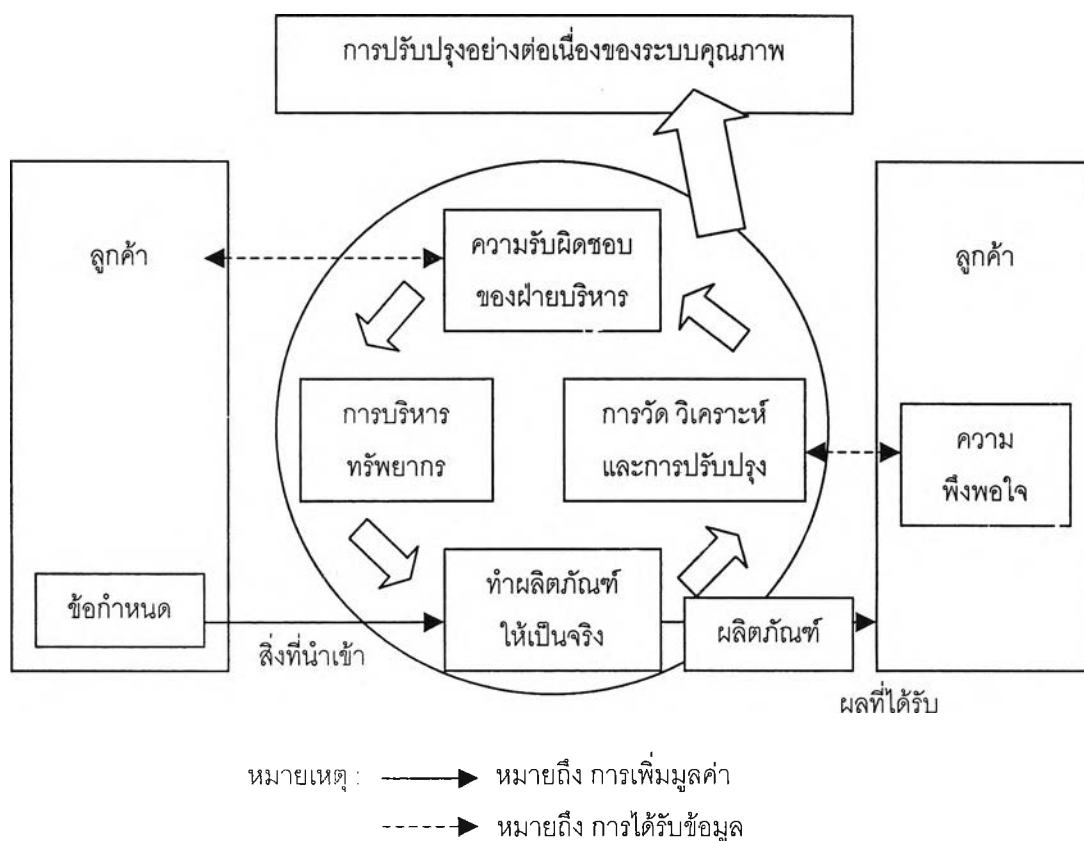 การปรับปรุงอย่างต่อเนื่องของระบบคุณภาพ
ลูกค้า
ความรับผิดชอบ
ของฝ่ายบริหาร
ลูกค้า
การบริหาร
ทรัพยากร
การวัด วิเคราะห์
และการปรับปรุง
ความ
พึงพอใจ
ข้อกำหนด
สิ่งที่นำเข้า
ทำผลิตภัณฑ์
ให้เป็นจริง
ผลิตภัณฑ์
ผลที่ได้รับ
หมายเหตุ : หมายถึง การเพิ่มมูลค่า
หมายถึง การได้รับข้อมูล